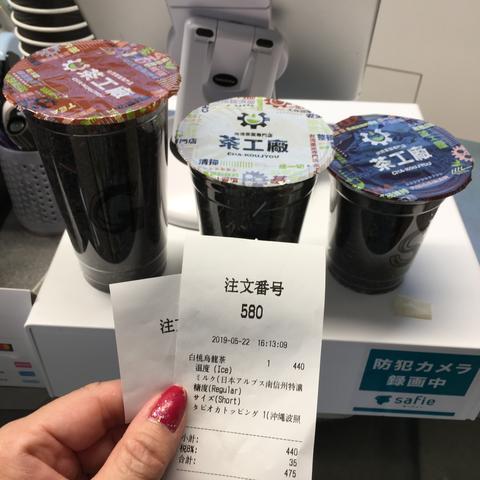 茶工廠
CHA-KOUJYOU
台湾茶葉専門店
茶工廠
CHA-KOUJYOU
茶工廠
CHA-KOUJYOU
注文番号
580
2019-05-22 16:13:09
白桃烏龍茶 1 440
温度(Ice)
ミルク(日本アルプス南信州特濃
糖度(Regular)
サイズ(Short)
タピオカトッピング 1(沖縄波照
小計: 440
税8%: 35
合計: 475
防犯カメラ
録画中
safie